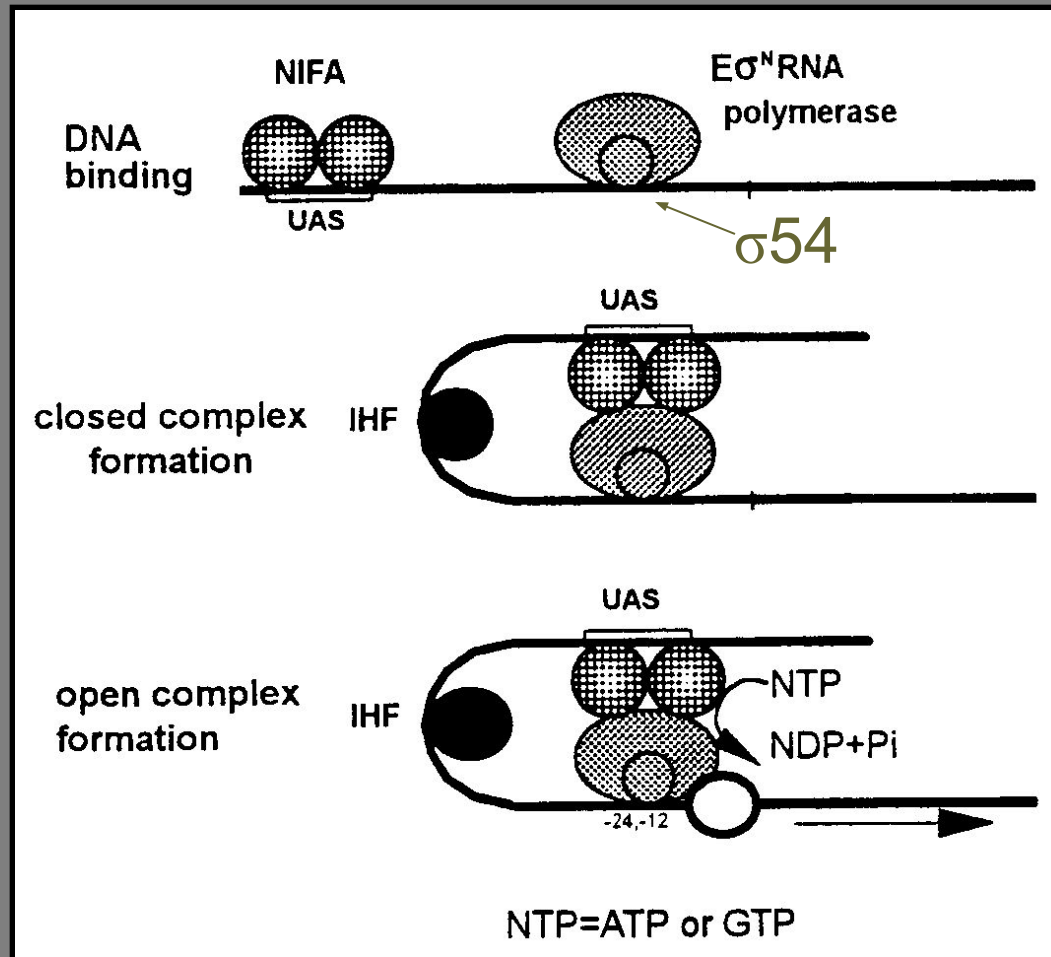 NIFA
EσᴺRNA
polymerase
DNA
binding
UAS
σ54
UAS
closed complex
formation
IHF
UAS
open complex
formation
IHF
NTP
NDP+Pi
-24,-12
NTP=ATP or GTP